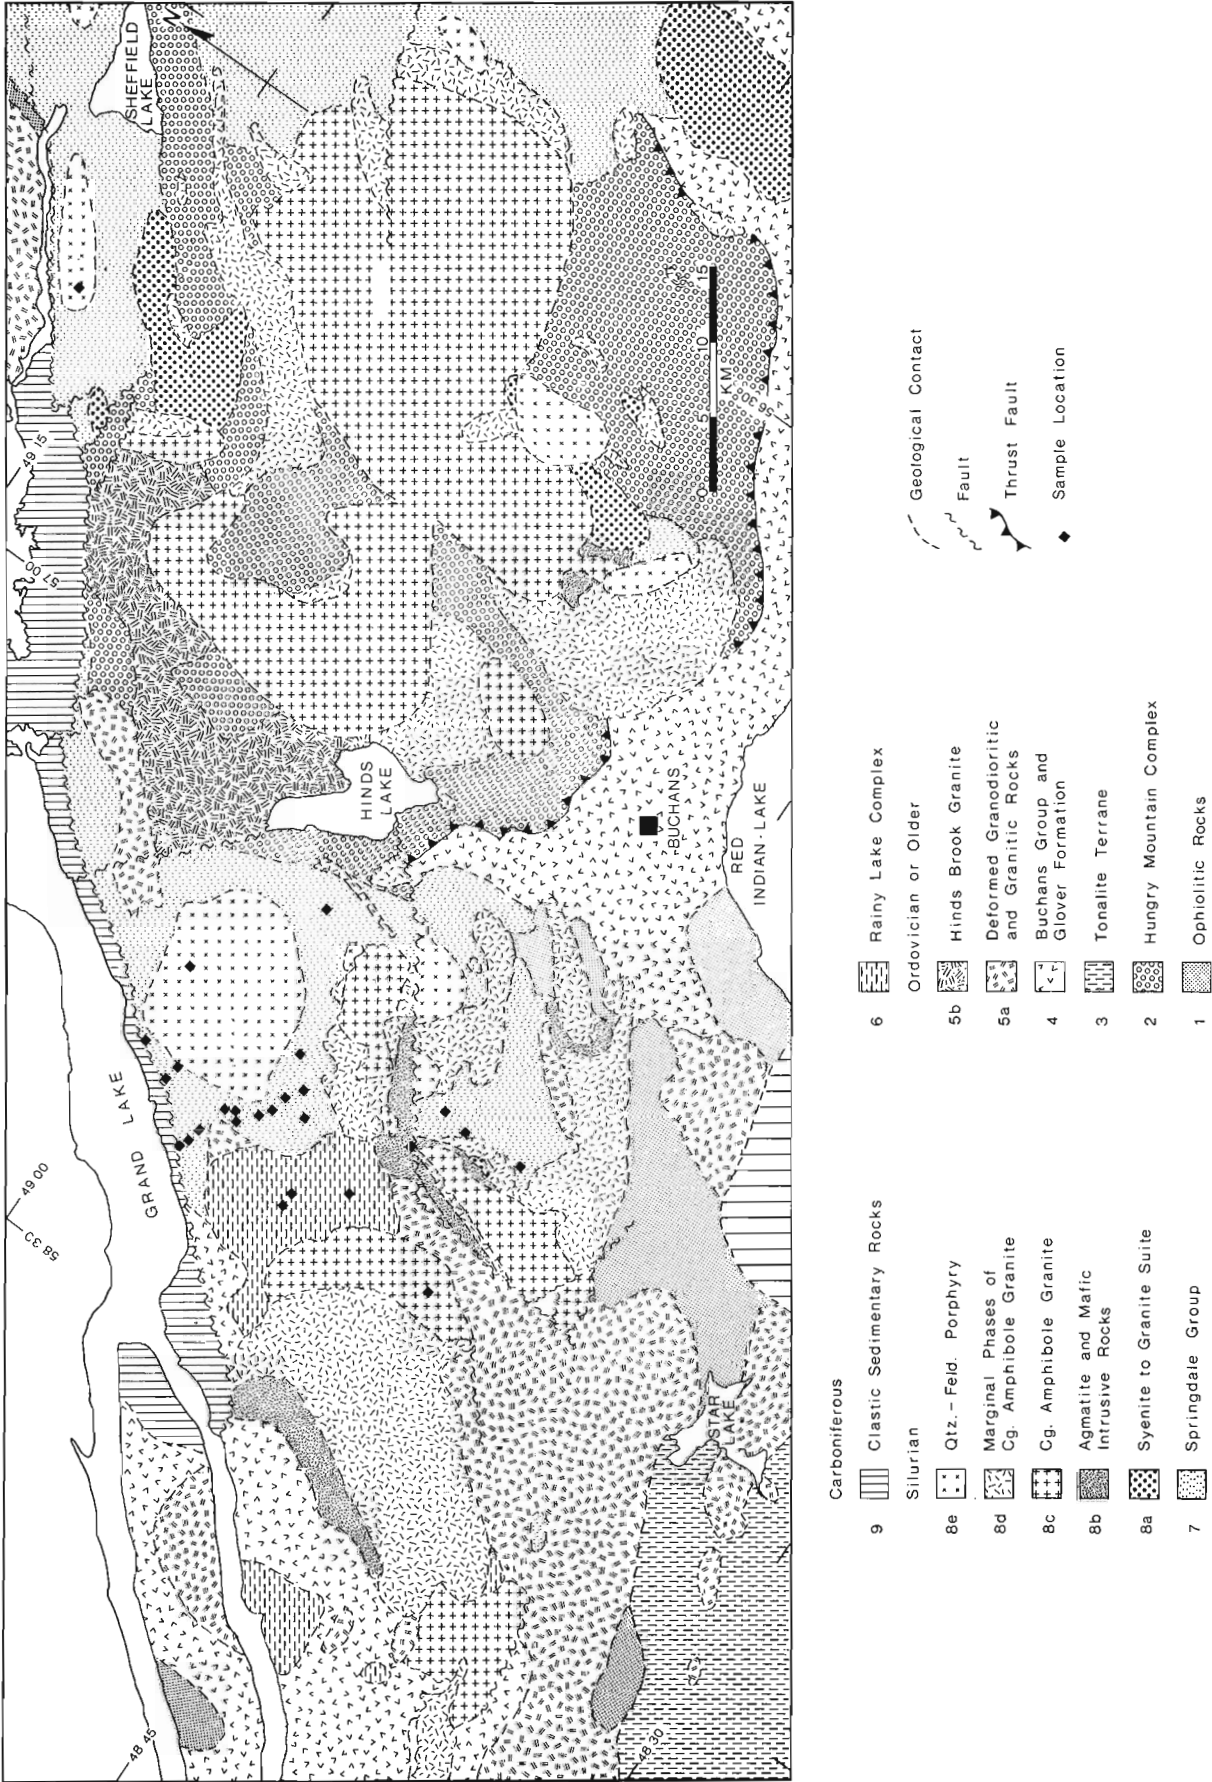 SHEFFIELD
LAKE
N
49 15
57 00
HINDS
LAKE
0 5 10 15
KM
56 30
BUCHANS
RED
INDIAN LAKE
GRAND LAKE
49 00
STAR
LAKE
48 45
48 30
Carboniferous
9 Clastic Sedimentary Rocks
Silurian
8e Qtz.-Feld. Porphyry
8d Marginal Phases of
Cg. Amphibole Granite
8c Cg. Amphibole Granite
8b Agmatite and Mafic
Intrusive Rocks
8a Syenite to Granite Suite
7 Springdale Group
6 Rainy Lake Complex
Ordovician or Older
5b Hinds Brook Granite
5a Deformed Granodioritic
and Granitic Rocks
4 Buchans Group and
Glover Formation
3 Tonalite Terrane
2 Hungry Mountain Complex
1 Ophiolitic Rocks
Geological Contact
Fault
Thrust Fault
Sample Location